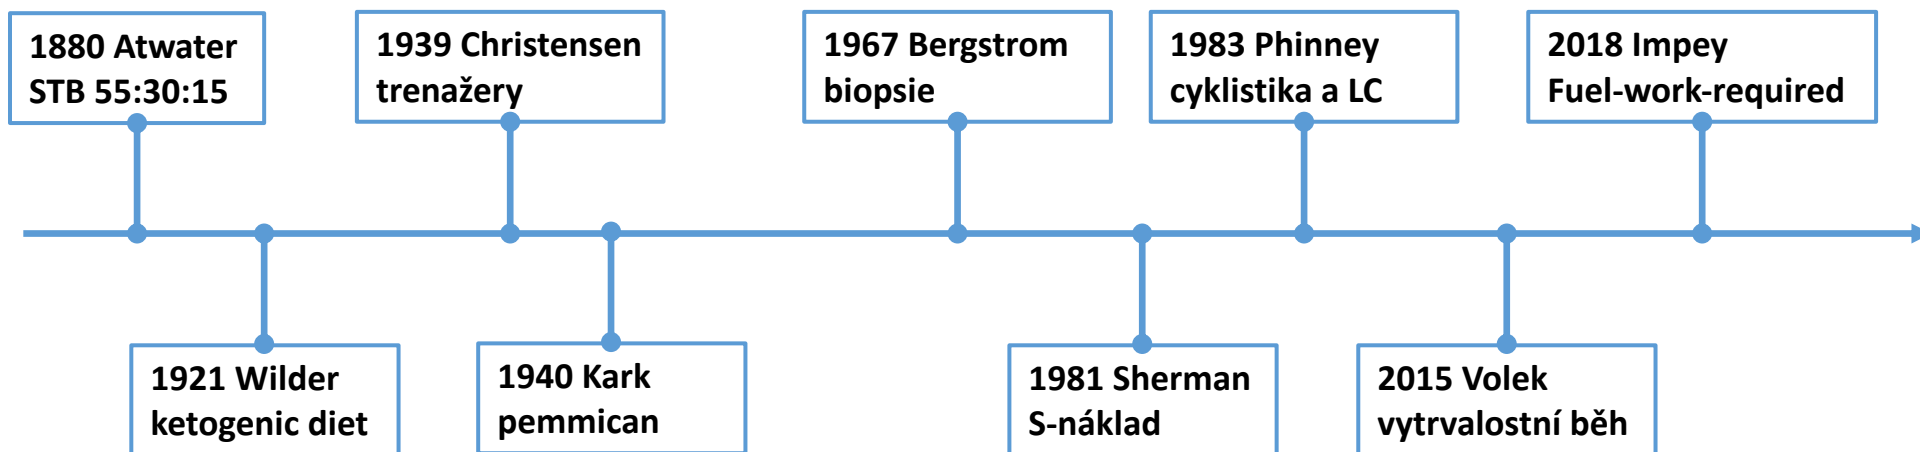 1880 Atwater
STB 55:30:15
1939 Christensen
trenažery
1967 Bergstrom
biopsie
1983 Phinney
cyklistika a LC
2018 Impey
Fuel-work-required
1921 Wilder
ketogenic diet
1940 Kark
pemmican
1981 Sherman
S-náklad
2015 Volek
vytrvalostní běh